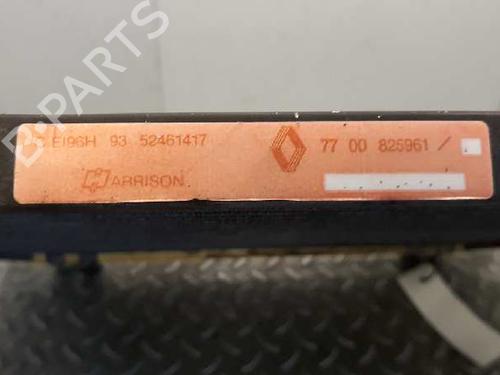 B PARTS
EI96H 93 52461417
77 00 825961 /
HARRISON